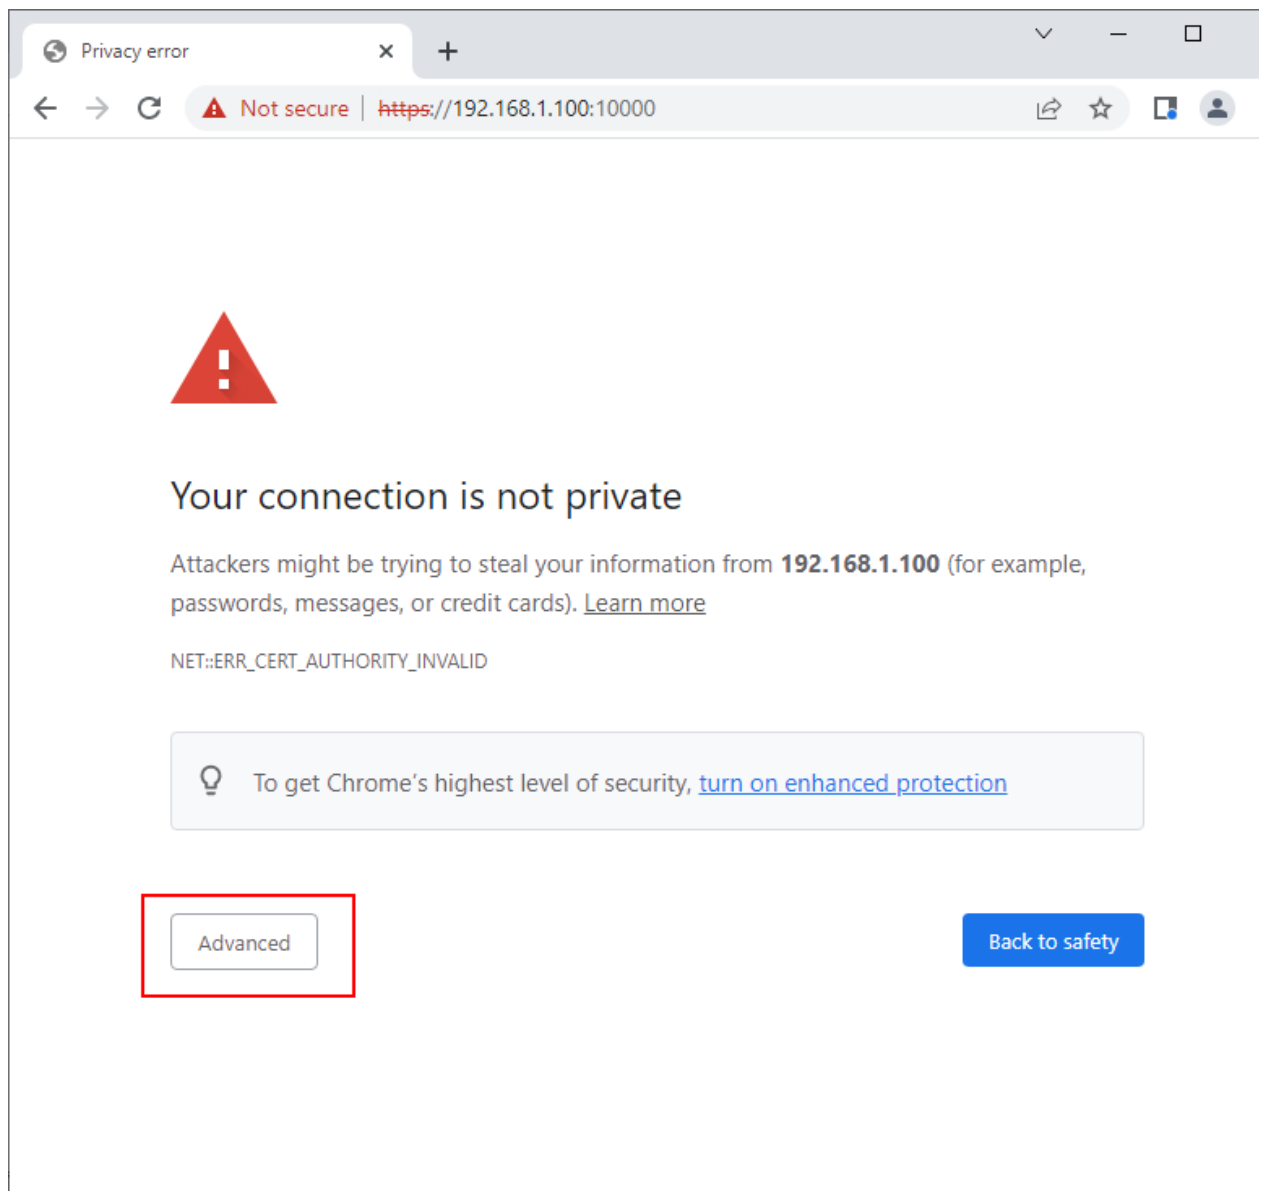 Privacy error
Not secure | https://192.168.1.100:10000
Your connection is not private
Attackers might be trying to steal your information from 192.168.1.100 (for example,
passwords, messages, or credit cards). Learn more
NET::ERR_CERT_AUTHORITY_INVALID
To get Chrome's highest level of security, turn on enhanced protection
Advanced
Back to safety